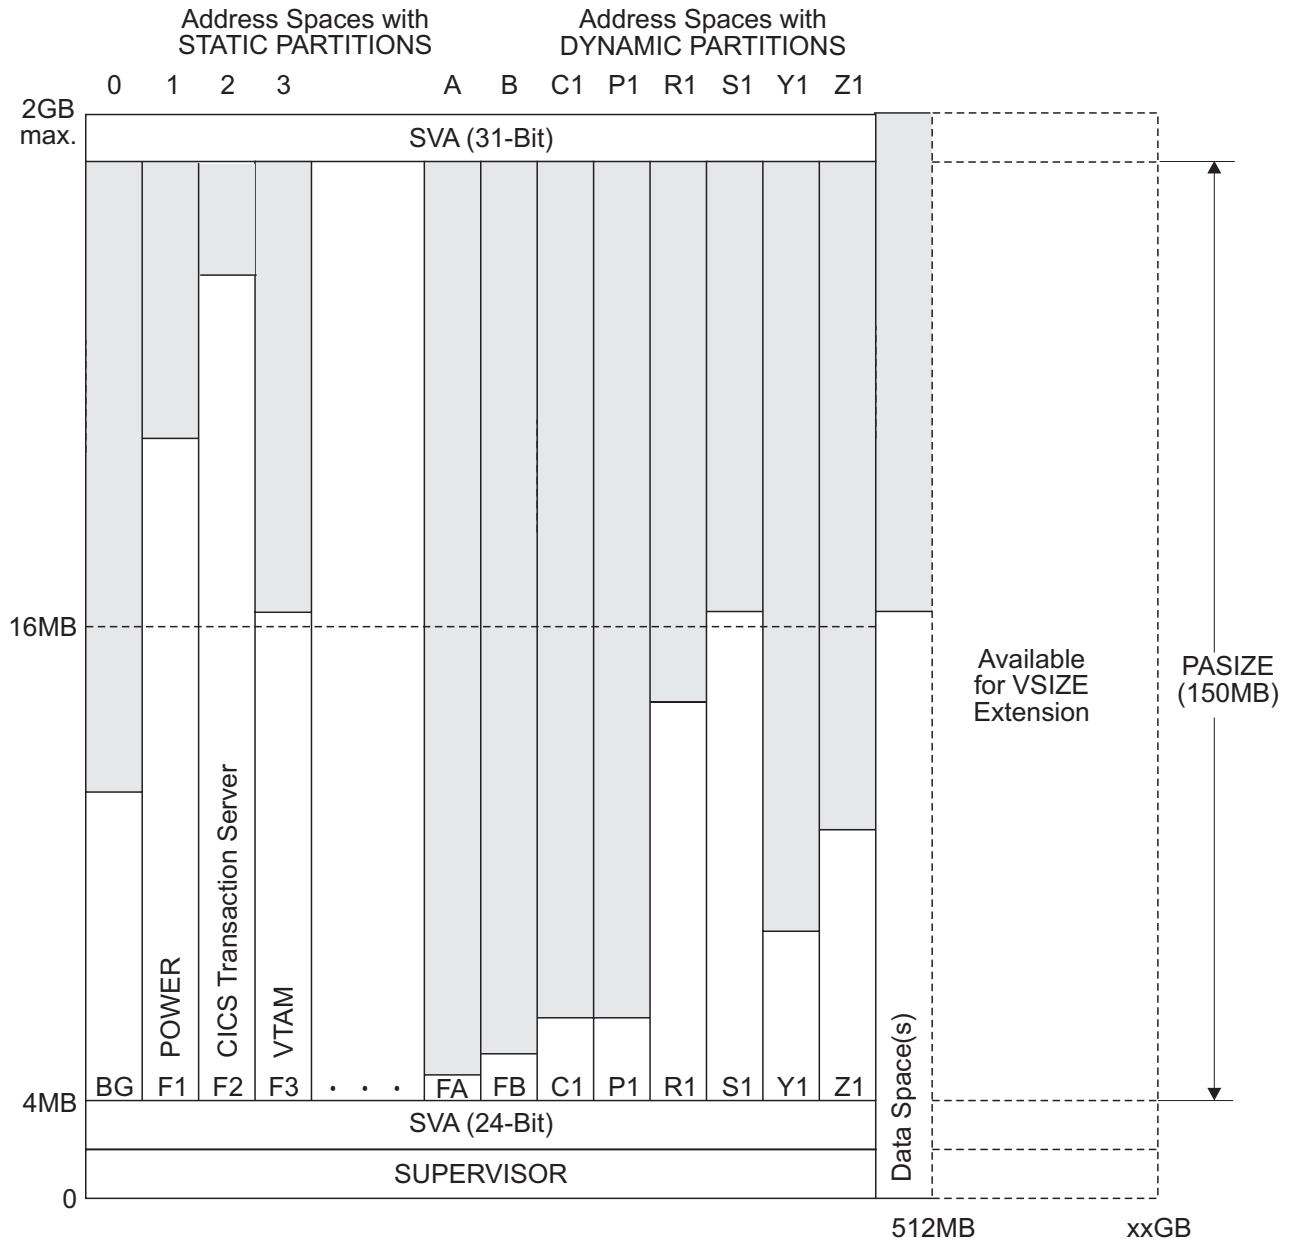 Address Spaces with
STATIC PARTITIONS
Address Spaces with
DYNAMIC PARTITIONS
0 1 2 3 A B C1 P1 R1 S1 Y1 Z1
2GB
max.
SVA (31-Bit)
16MB
Available
for VSIZE
Extension
PASIZE
(150MB)
POWER
CICS Transaction Server
VTAM
Data Space(s)
BG F1 F2 F3 . . . FA FB C1 P1 R1 S1 Y1 Z1
4MB
SVA (24-Bit)
SUPERVISOR
0
512MB xxGB